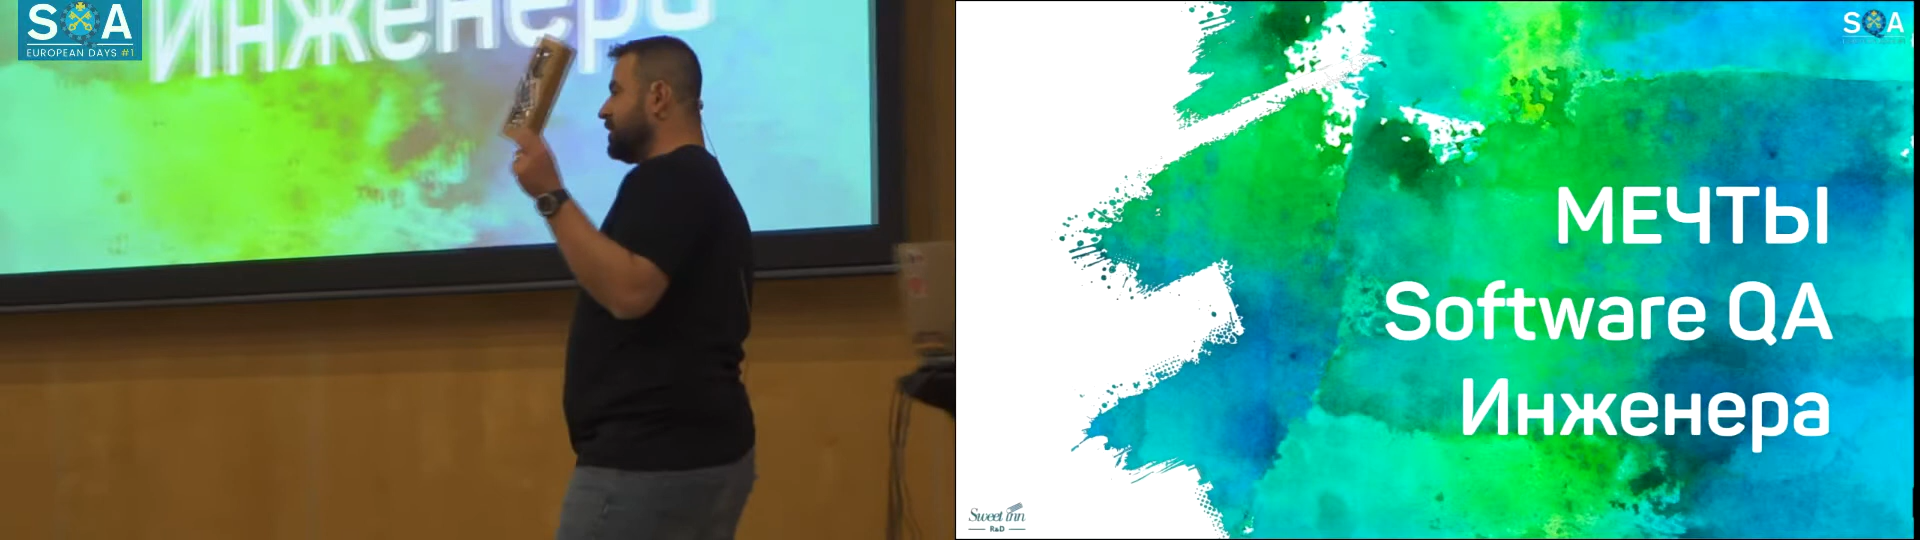 SQA
EUROPEAN DAYS #1
Инженера
SQA
МЕЧТЫ
Software QA
Инженера
Sweet inn
R&D